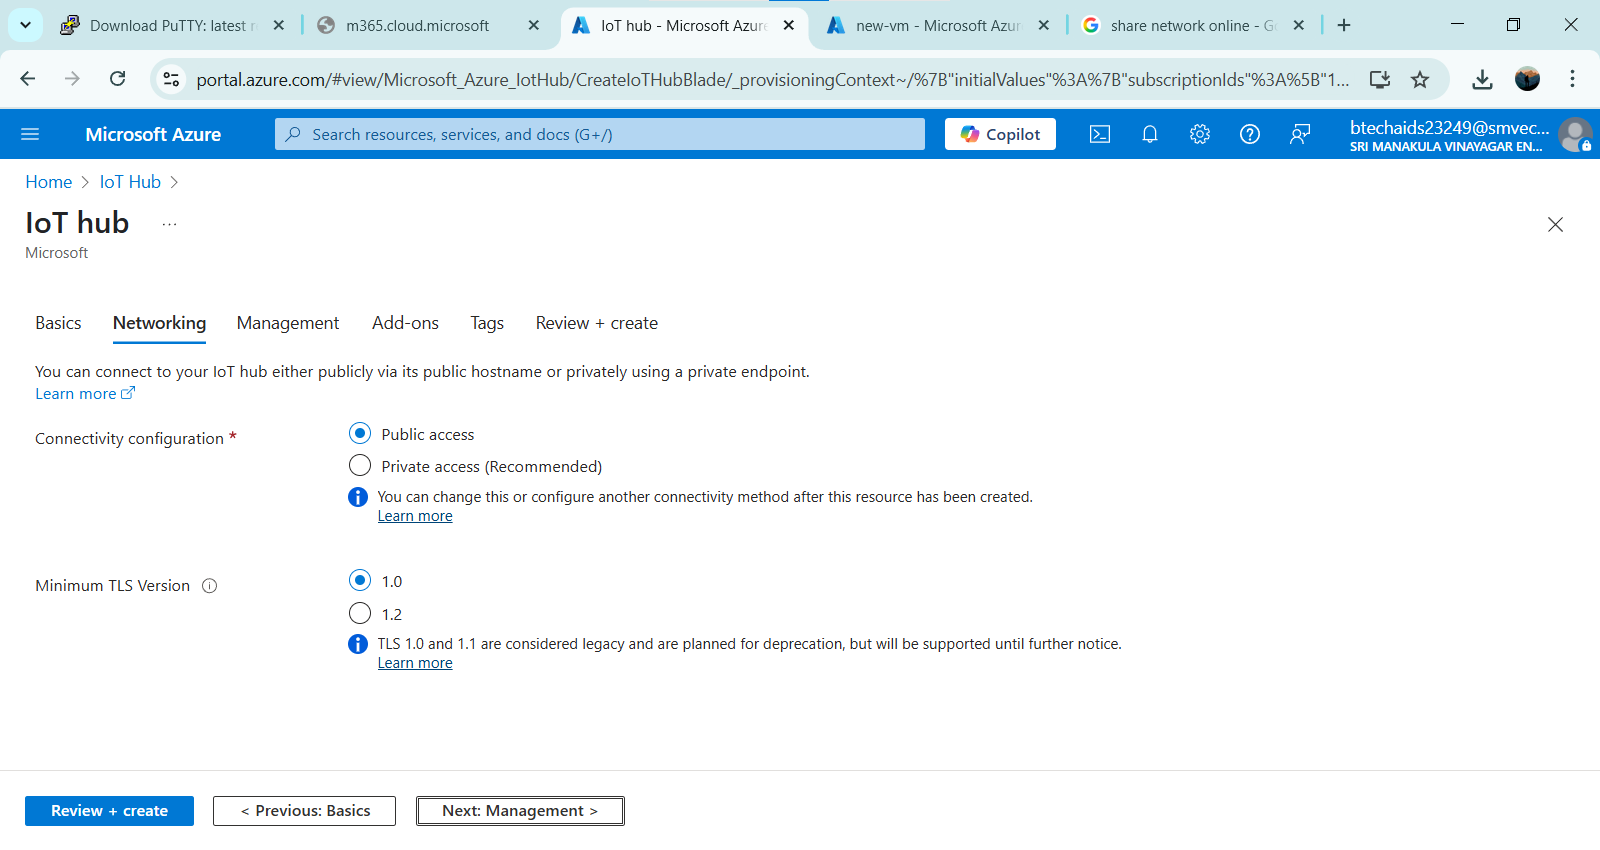 Download PuTTY: latest r
m365.cloud.microsoft
IoT hub - Microsoft Azure
new-vm - Microsoft Azur
share network online - G
portal.azure.com/#view/Microsoft_Azure_IotHub/CreateIoTHubBlade/_provisioningContext~/%7B"initialValues"%3A%7B"subscriptionIds"%3A%5B"1...
Microsoft Azure
Search resources, services, and docs (G+/)
Copilot
btechaids23249@smvec...
SRI MANAKULA VINAYAGAR EN...
Home > IoT Hub >
IoT hub ...
Microsoft
Basics Networking Management Add-ons Tags Review + create
You can connect to your IoT hub either publicly via its public hostname or privately using a private endpoint.
Learn more
Connectivity configuration *
Public access
Private access (Recommended)
You can change this or configure another connectivity method after this resource has been created.
Learn more
Minimum TLS Version
1.0
1.2
TLS 1.0 and 1.1 are considered legacy and are planned for deprecation, but will be supported until further notice.
Learn more
Review + create
< Previous: Basics
Next: Management >